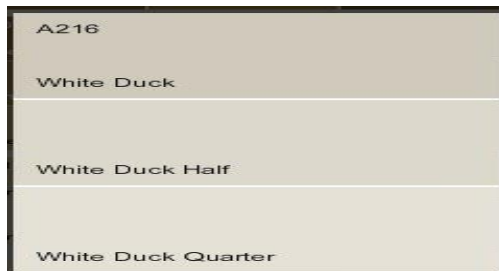 A216
White Duck
White Duck Half
White Duck Quarter